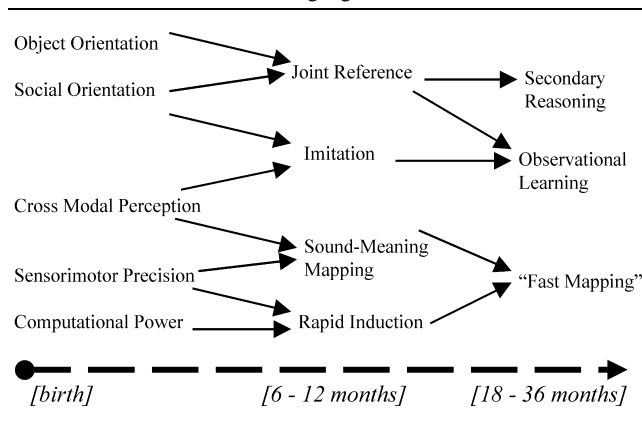 Object Orientation
Social Orientation
Joint Reference
Secondary
Reasoning
Imitation
Observational
Learning
Cross Modal Perception
Sound-Meaning
Mapping
Sensorimotor Precision
“Fast Mapping”
Computational Power
Rapid Induction
[birth]
[6 - 12 months]
[18 - 36 months]